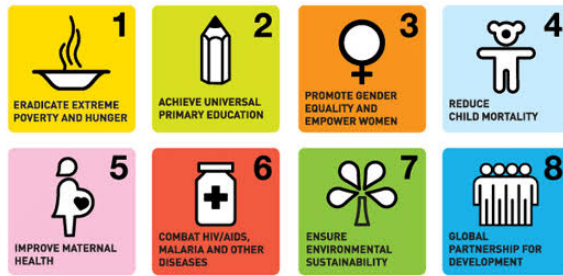 1
ERADICATE EXTREME
POVERTY AND HUNGER
2
ACHIEVE UNIVERSAL
PRIMARY EDUCATION
3
PROMOTE GENDER
EQUALITY AND
EMPOWER WOMEN
4
REDUCE
CHILD MORTALITY
5
IMPROVE MATERNAL
HEALTH
6
COMBAT HIV/AIDS,
MALARIA AND OTHER
DISEASES
7
ENSURE
ENVIRONMENTAL
SUSTAINABILITY
8
GLOBAL
PARTNERSHIP FOR
DEVELOPMENT